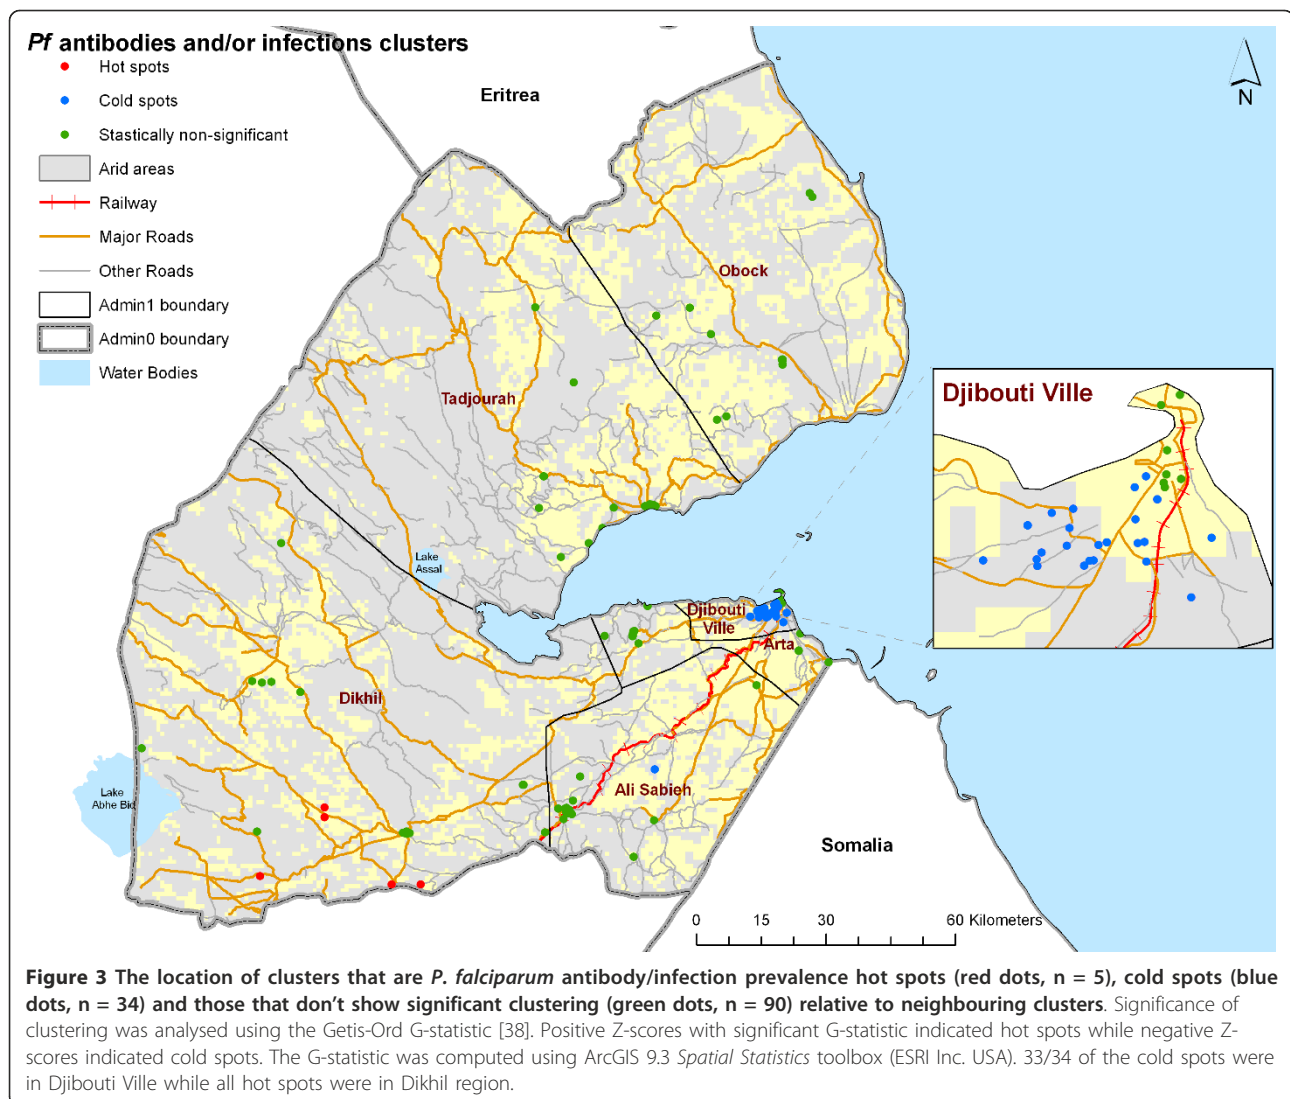 Pf antibodies and/or infections clusters
Hot spots
Cold spots
Stastically non-significant
Arid areas
Railway
Major Roads
Other Roads
Admin1 boundary
Admin0 boundary
Water Bodies
Eritrea
N
Obock
Tadjourah
Djibouti Ville
Lake
Assal
Djibouti
Ville
Arta
Dikhil
Lake
Abhe Bid
Ali Sabieh
Somalia
0 15 30 60 Kilometers
Figure 3 The location of clusters that are P. falciparum antibody/infection prevalence hot spots (red dots, n = 5), cold spots (blue
dots, n = 34) and those that don't show significant clustering (green dots, n = 90) relative to neighbouring clusters. Significance of
clustering was analysed using the Getis-Ord G-statistic [38]. Positive Z-scores with significant G-statistic indicated hot spots while negative Z-
scores indicated cold spots. The G-statistic was computed using ArcGIS 9.3 Spatial Statistics toolbox (ESRI Inc. USA). 33/34 of the cold spots were
in Djibouti Ville while all hot spots were in Dikhil region.